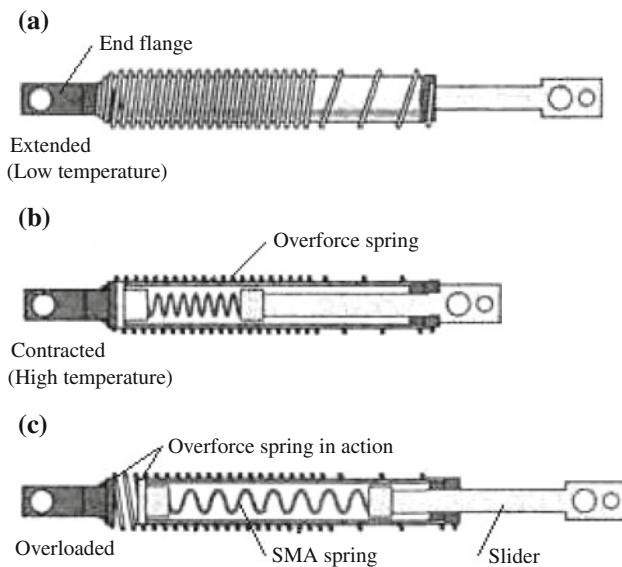 (a)
End flange
Extended
(Low temperature)
(b)
Overforce spring
Contracted
(High temperature)
(c)
Overforce spring in action
Overloaded
SMA spring
Slider